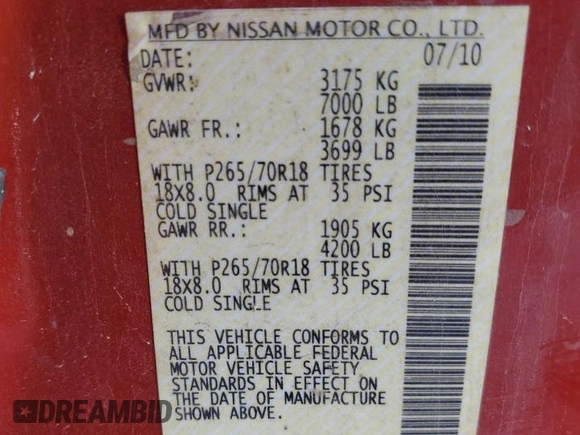 MFD BY NISSAN MOTOR CO., LTD.
DATE: 07/10
GVWR: 3175 KG
7000 LB
GAWR FR.: 1678 KG
3699 LB
WITH P265/70R18 TIRES
18X8.0 RIMS AT 35 PSI
COLD SINGLE
GAWR RR.: 1905 KG
4200 LB
WITH P265/70R18 TIRES
18X8.0 RIMS AT 35 PSI
COLD SINGLE
THIS VEHICLE CONFORMS TO
ALL APPLICABLE FEDERAL
MOTOR VEHICLE SAFETY
STANDARDS IN EFFECT ON
THE DATE OF MANUFACTURE
SHOWN ABOVE.
DREAMBID